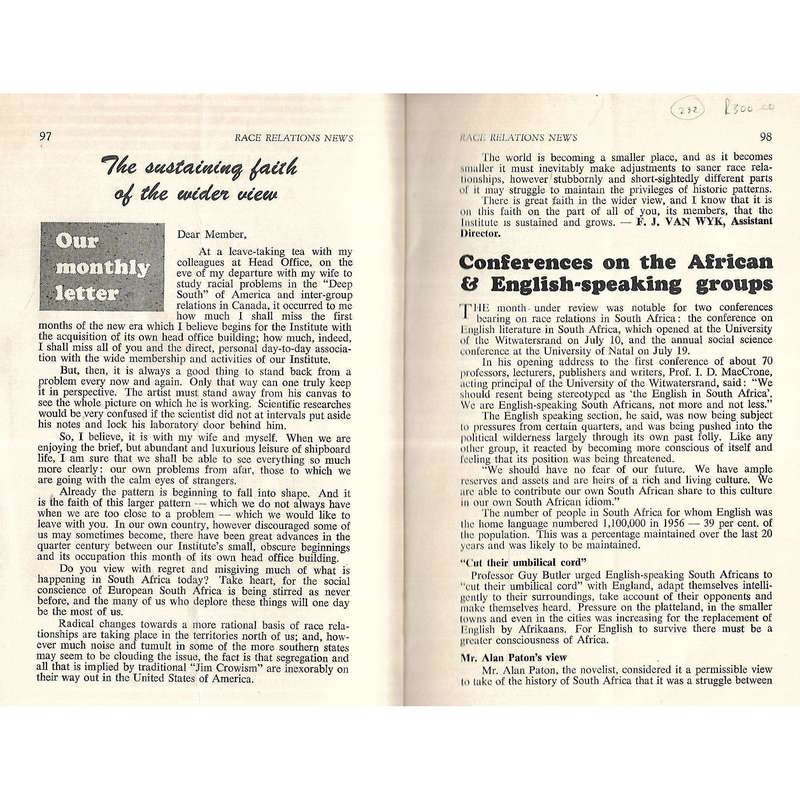 97
RACE RELATIONS NEWS
The sustaining faith
of the wider view
Our
monthly
letter
Dear Member,
At a leave-taking tea with my
colleagues at Head Office, on the
eve of my departure with my wife to
study racial problems in the "Deep
South" of America and inter-group
relations in Canada, it occurred to me
how much I shall miss the first
months of the new era which I believe begins for the Institute with
the acquisition of its own head office building; how much, indeed,
I shall miss all of you and the direct, personal day-to-day associa-
tion with the wide membership and activities of our Institute.
But, then, it is always a good thing to stand back from a
problem every now and again. Only that way can one truly keep
it in perspective. The artist must stand away from his canvas to
see the whole picture on which he is working. Scientific researches
would be very confused if the scientist did not at intervals put aside
his notes and lock his laboratory door behind him.
So, I believe, it is with my wife and myself. When we are
enjoying the brief, but abundant and luxurious leisure of shipboard
life, I am sure that we shall be able to see everything so much
more clearly: our own problems from afar, those to which we
are going with the calm eyes of strangers.
Already the pattern is beginning to fall into shape. And it
is the faith of this larger pattern — which we do not always have
when we are too close to a problem — which we would like to
leave with you. In our own country, however discouraged some of
us may sometimes become, there have been great advances in the
quarter century between our Institute's small, obscure beginnings
and its occupation this month of its own head office building.
Do you view with regret and misgiving much of what is
happening in South Africa today? Take heart, for the social
conscience of European South Africa is being stirred as never
before, and the many of us who deplore these things will one day
be the most of us.
Radical changes towards a more rational basis of race rela-
tionships are taking place in the territories north of us; and, how-
ever much noise and tumult in some of the more southern states
may seem to be clouding the issue, the fact is that segregation and
all that is implied by traditional "Jim Crowism" are inexorably on
their way out in the United States of America.
232 R300.00
RACE RELATIONS NEWS
98
The world is becoming a smaller place, and as it becomes
smaller it must inevitably make adjustments to saner race rela-
tionships, however stubbornly and short-sightedly different parts
of it may struggle to maintain the privileges of historic patterns.
There is great faith in the wider view, and I know that it is
on this faith on the part of all of you, its members, that the
Institute is sustained and grows. — F. J. VAN WYK, Assistant
Director.
Conferences on the African
& English-speaking groups
THE month under review was notable for two conferences
bearing on race relations in South Africa: the conference on
English literature in South Africa, which opened at the University
of the Witwatersrand on July 10, and the annual social science
conference at the University of Natal on July 19.
In his opening address to the first conference of about 70
professors, lecturers, publishers and writers, Prof. I. D. MacCrone,
acting principal of the University of the Witwatersrand, said: "We
should resent being stereotyped as 'the English in South Africa',
We are English-speaking South Africans, not more and not less."
The English speaking section, he said, was now being subject
to pressures from certain quarters, and was being pushed into the
political wilderness largely through its own past folly. Like any
other group, it reacted by becoming more conscious of itself and
feeling that its position was being threatened.
"We should have no fear of our future. We have ample
reserves and assets and are heirs of a rich and living culture. We
are able to contribute our own South African share to this culture
in our own South African idiom."
The number of people in South Africa for whom English was
the home language numbered 1,100,000 in 1956 — 39 per cent. of
the population. This was a percentage maintained over the last 20
years and was likely to be maintained.
"Cut their umbilical cord"
Professor Guy Butler urged English-speaking South Africans to
"cut their umbilical cord" with England, adapt themselves intelli-
gently to their surroundings, take account of their opponents and
make themselves heard. Pressure on the platteland, in the smaller
towns and even in the cities was increasing for the replacement of
English by Afrikaans. For English to survive there must be a
greater consciousness of Africa.
Mr. Alan Paton's view
Mr. Alan Paton, the novelist, considered it a permissible view
to take of the history of South Africa that it was a struggle between